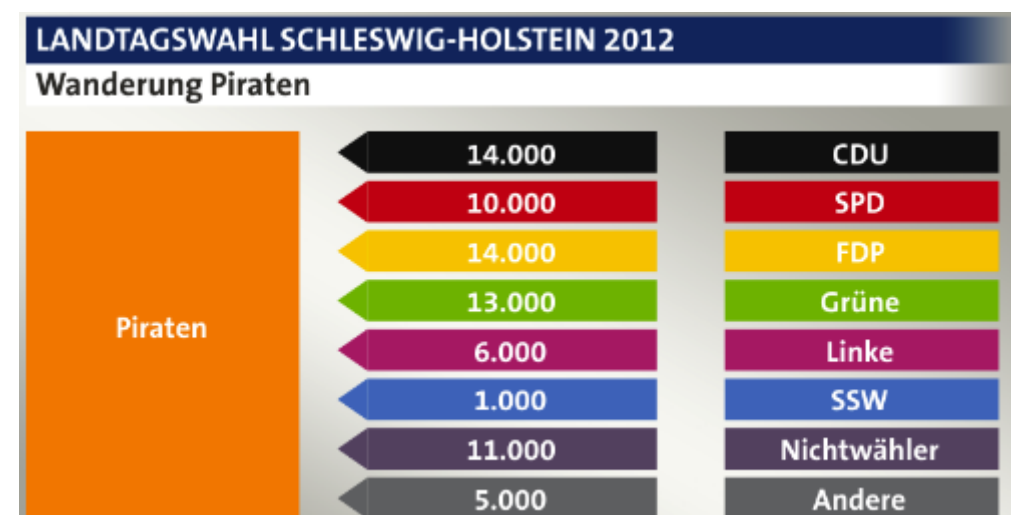 LANDTAGSWAHL SCHLESWIG-HOLSTEIN 2012
Wanderung Piraten
14.000 CDU
10.000 SPD
14.000 FDP
13.000 Grüne
Piraten
6.000 Linke
1.000 SSW
11.000 Nichtwähler
5.000 Andere